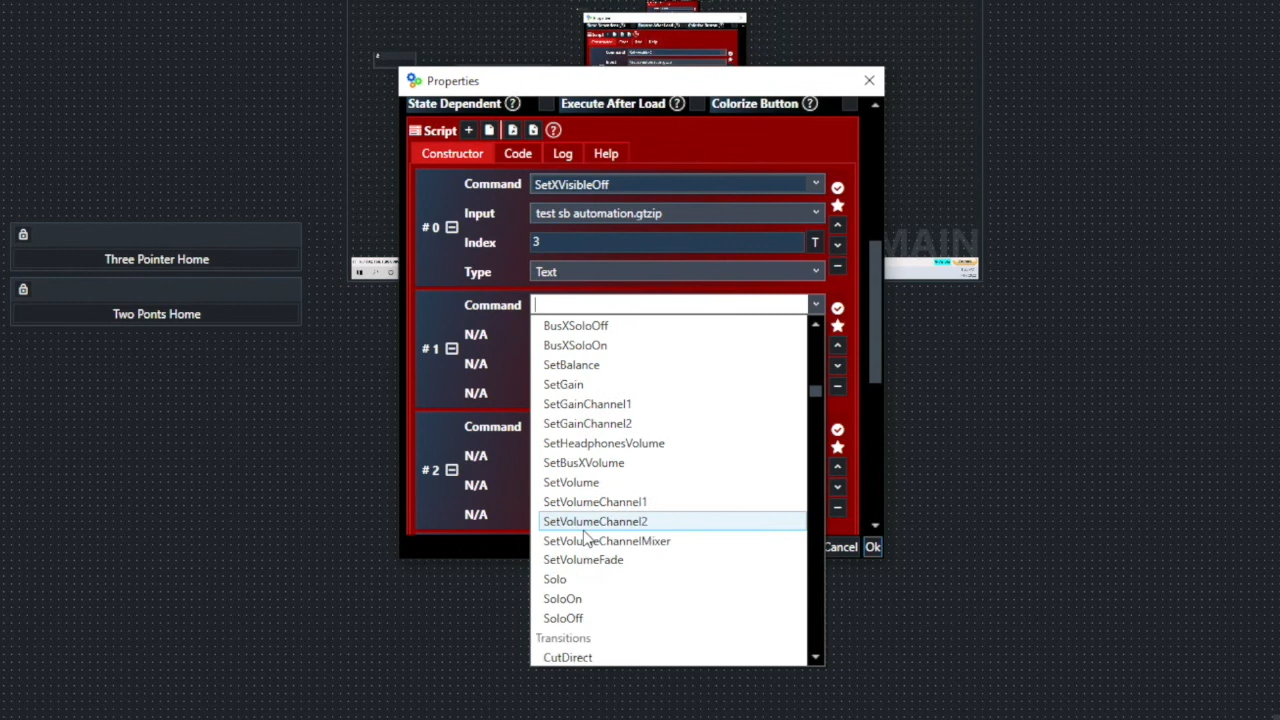 Properties
State Dependent ? Execute After Load ? Colorize Button ?
Script + ?
Constructor Code Log Help
Command SetXVisibleOff
Input test sb automation.gtzip
# 0
Index 3 T
Type Text
MAIN
Three Pointer Home
Two Ponts Home
Command
N/A
# 1
N/A
N/A
Command
N/A
# 2
N/A
N/A
BusXSoloOff
BusXSoloOn
SetBalance
SetGain
SetGainChannel1
SetGainChannel2
SetHeadphonesVolume
SetBusXVolume
SetVolume
SetVolumeChannel1
SetVolumeChannel2
SetVolumeChannelMixer
SetVolumeFade
Solo
SoloOn
SoloOff
Transitions
CutDirect
Cancel Ok